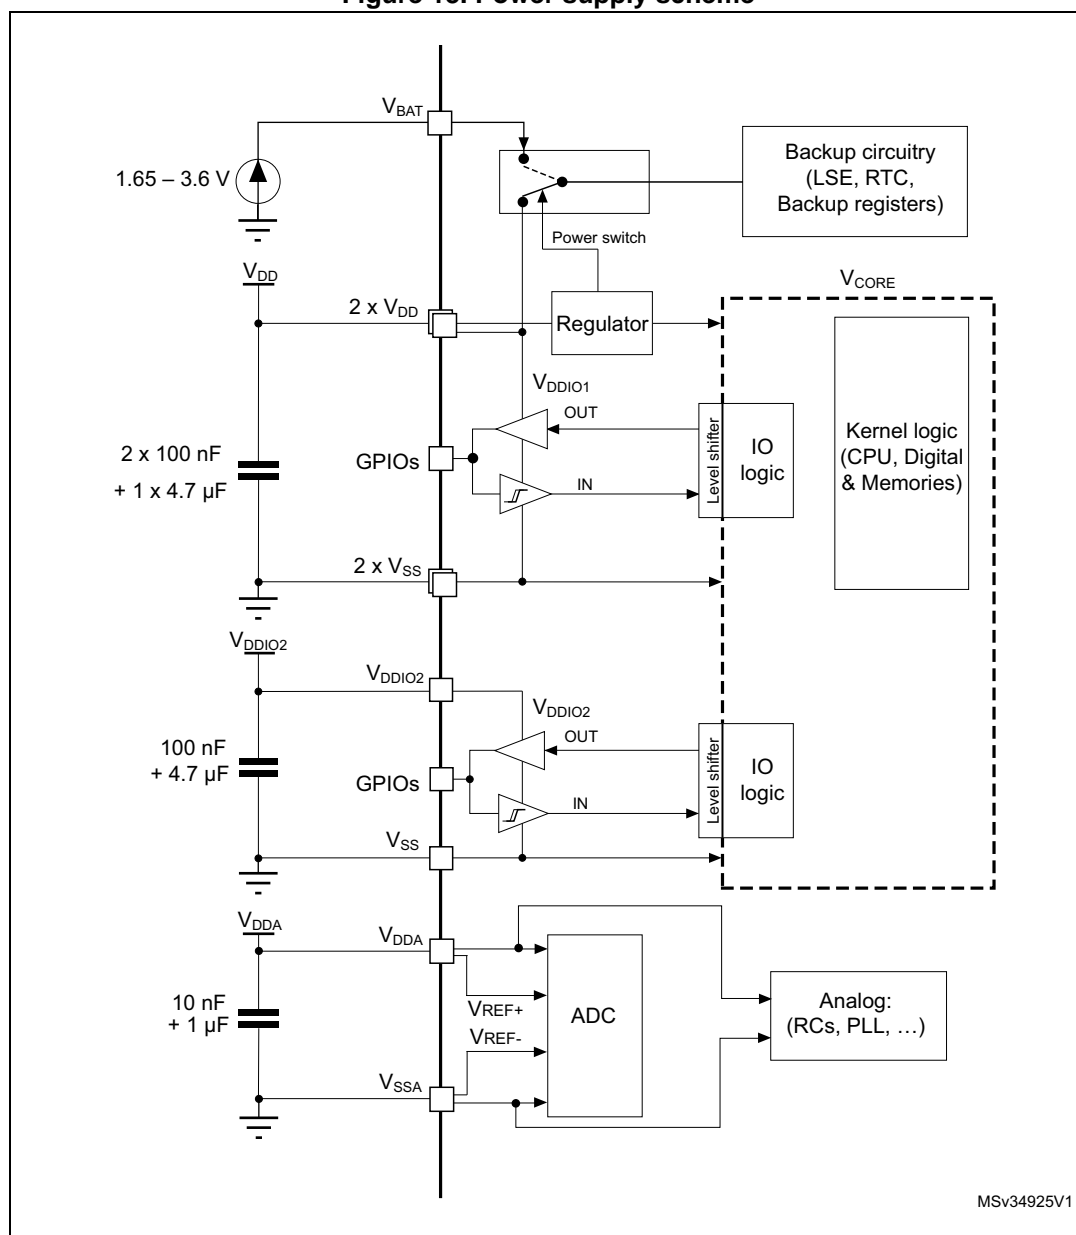 Figure 13. Power supply scheme
VBAT
1.65 – 3.6 V
Backup circuitry
(LSE, RTC,
Backup registers)
Power switch
VDD
2 x VDD
Regulator
VCORE
VDDIO1
OUT
2 x 100 nF
+ 1 x 4.7 µF
GPIOs
IN
Level shifter
IO
logic
Kernel logic
(CPU, Digital
& Memories)
2 x VSS
VDDIO2
VDDIO2
VDDIO2
OUT
100 nF
+ 4.7 µF
GPIOs
IN
Level shifter
IO
logic
VSS
VDDA
VDDA
10 nF
+ 1 µF
VREF+
VREF-
ADC
Analog:
(RCs, PLL, …)
VSSA
MSv34925V1